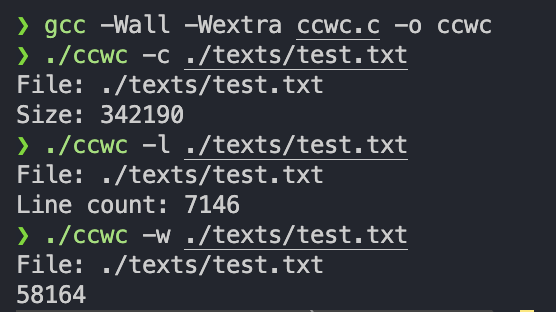 ❯ gcc -Wall -Wextra ccwc.c -o ccwc
❯ ./ccwc -c ./texts/test.txt
File: ./texts/test.txt
Size: 342190
❯ ./ccwc -l ./texts/test.txt
File: ./texts/test.txt
Line count: 7146
❯ ./ccwc -w ./texts/test.txt
File: ./texts/test.txt
58164